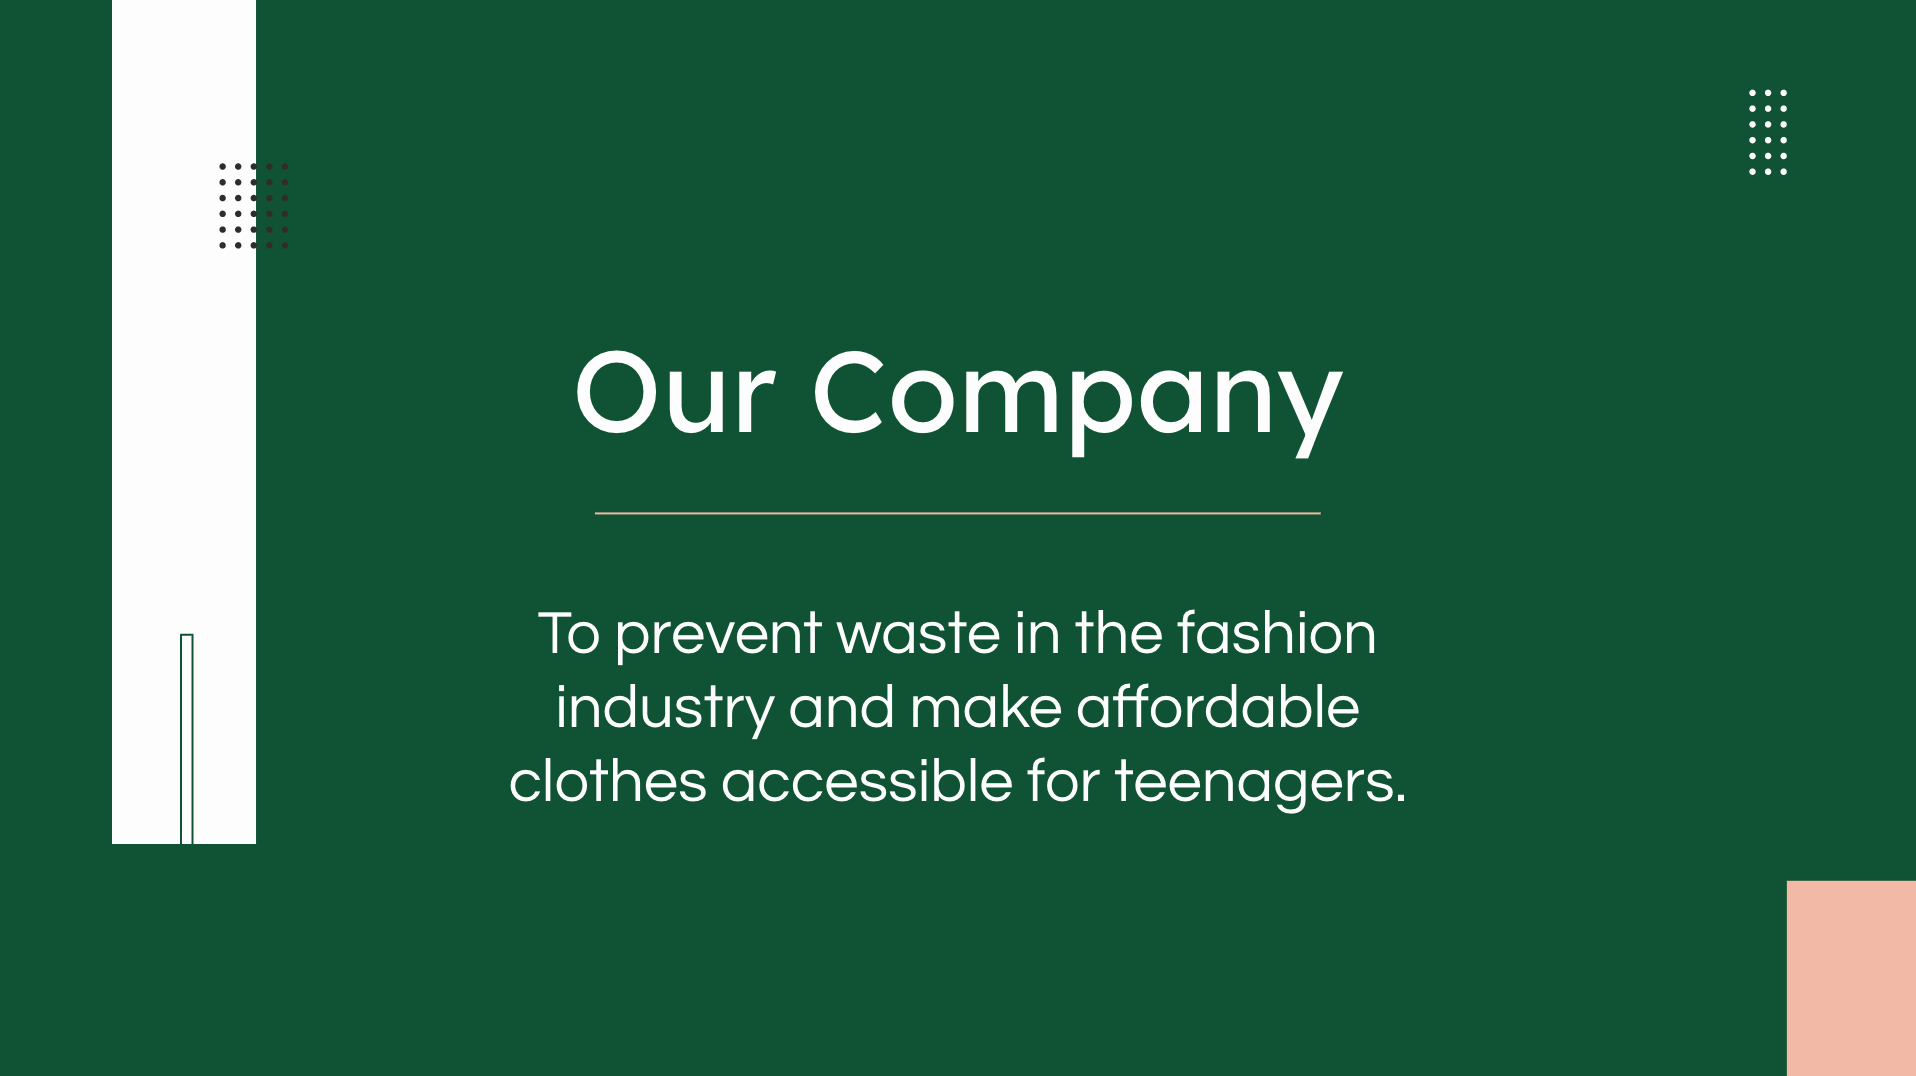 Our Company
To prevent waste in the fashion
industry and make affordable
clothes accessible for teenagers.